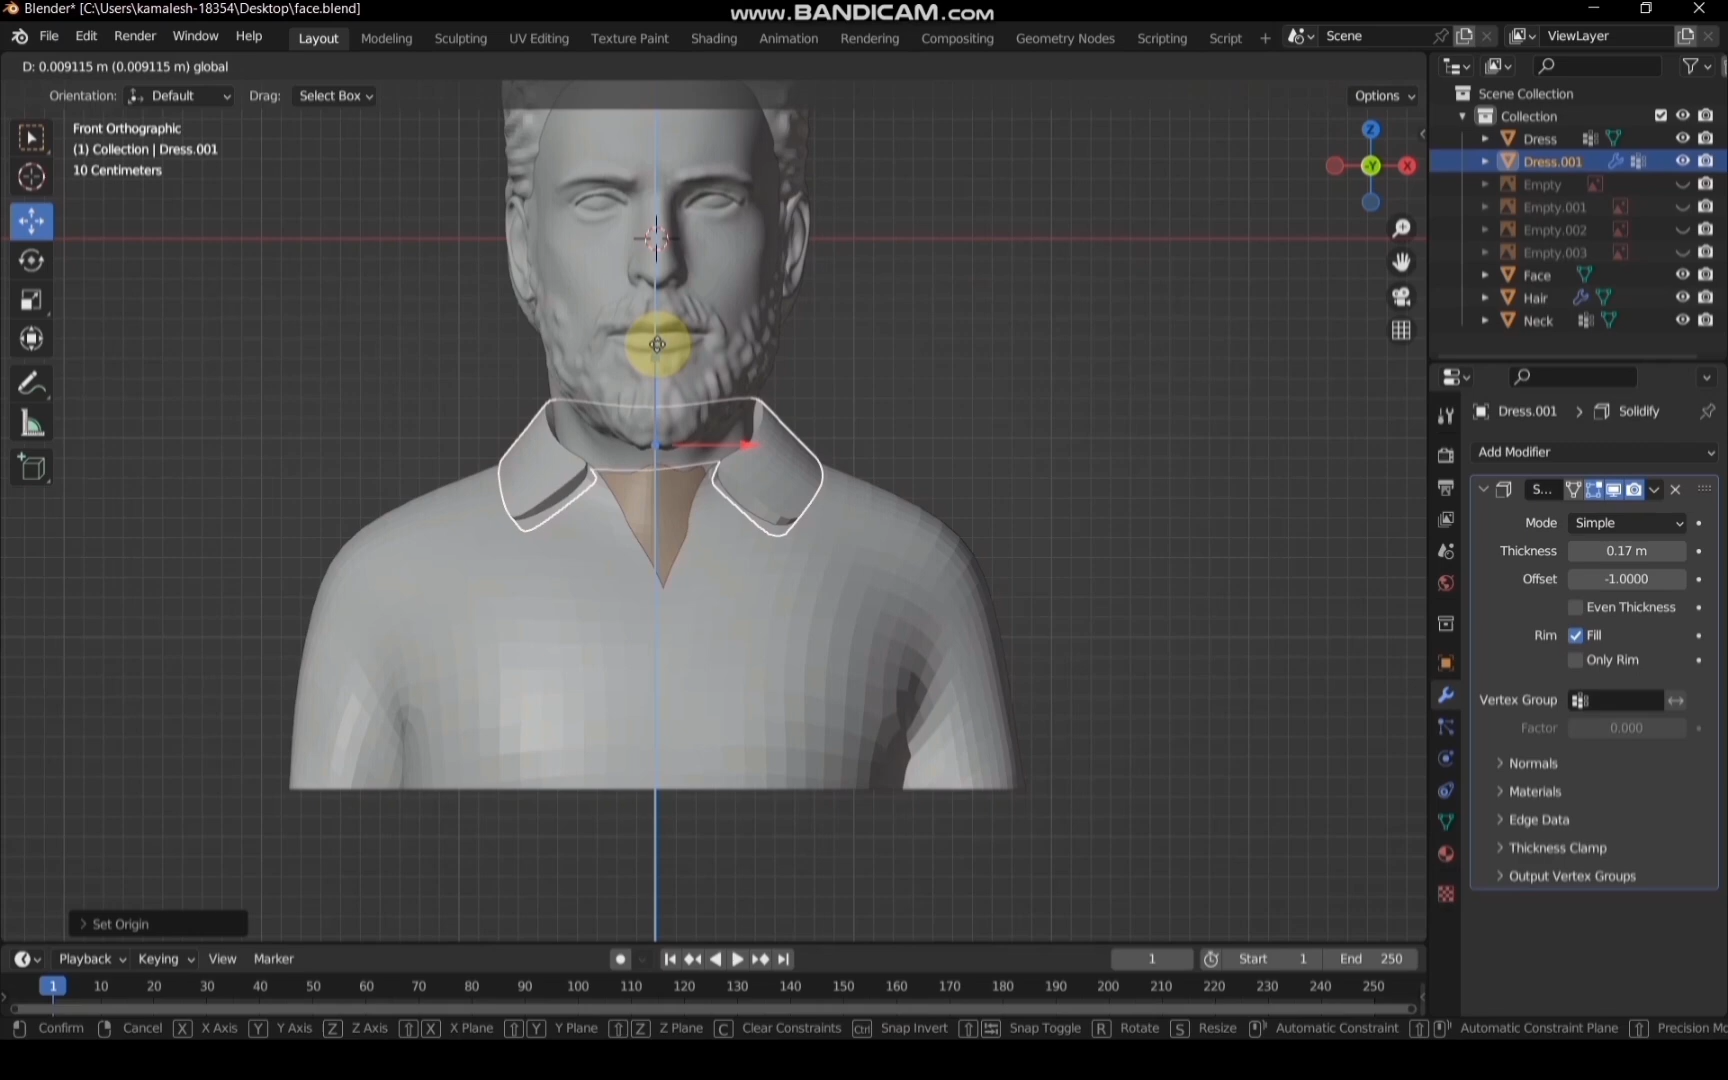 Blender* [C:\Users\kamalesh-18354\Desktop\face.blend]
www.BANDICAM.com
File Edit Render Window Help Layout Modeling Sculpting UV Editing Texture Paint Shading Animation Rendering Compositing Geometry Nodes Scripting Script + Scene ViewLayer
D: 0.009115 m (0.009115 m) global
Orientation: Default Drag: Select Box Options
Front Orthographic
(1) Collection | Dress.001
10 Centimeters
Z
-Y
X
Scene Collection
Collection
Dress
Dress.001
Empty
Empty.001
Empty.002
Empty.003
Face
Hair
Neck
Dress.001 > Solidify
Add Modifier
S...
Mode Simple
Thickness 0.17 m
Offset -1.0000
Even Thickness
Rim Fill
Only Rim
Vertex Group
Factor 0.000
Normals
Materials
Edge Data
Thickness Clamp
Output Vertex Groups
Set Origin
Playback Keying View Marker 1 Start 1 End 250
1 10 20 30 40 50 60 70 80 90 100 110 120 130 140 150 160 170 180 190 200 210 220 230 240 250
Confirm Cancel X X Axis Y Y Axis Z Z Axis X X Plane Y Y Plane Z Z Plane C Clear Constraints Ctrl Snap Invert Snap Toggle R Rotate S Resize Automatic Constraint Automatic Constraint Plane Precision Mo